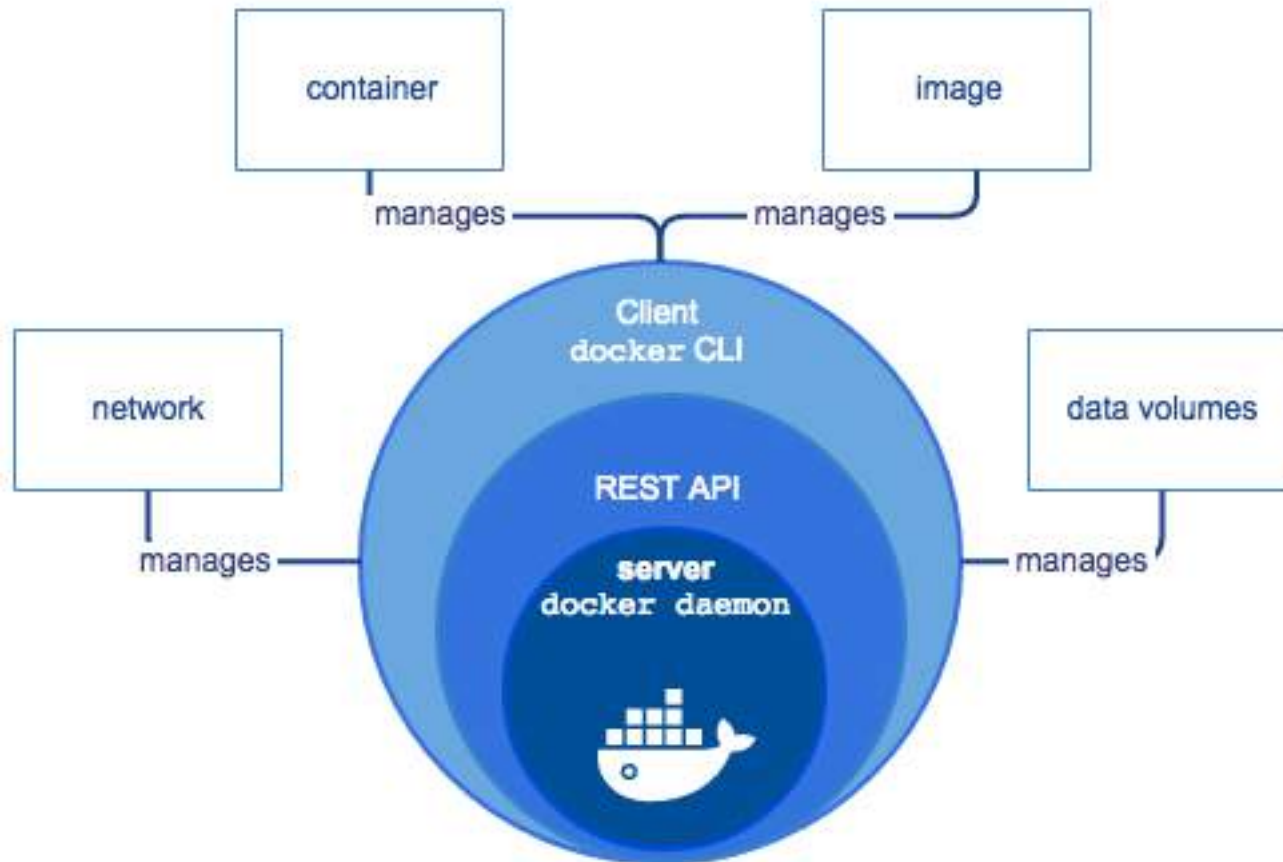 container
image
manages
manages
Client
docker CLI
network
data volumes
REST API
manages
manages
server
docker daemon